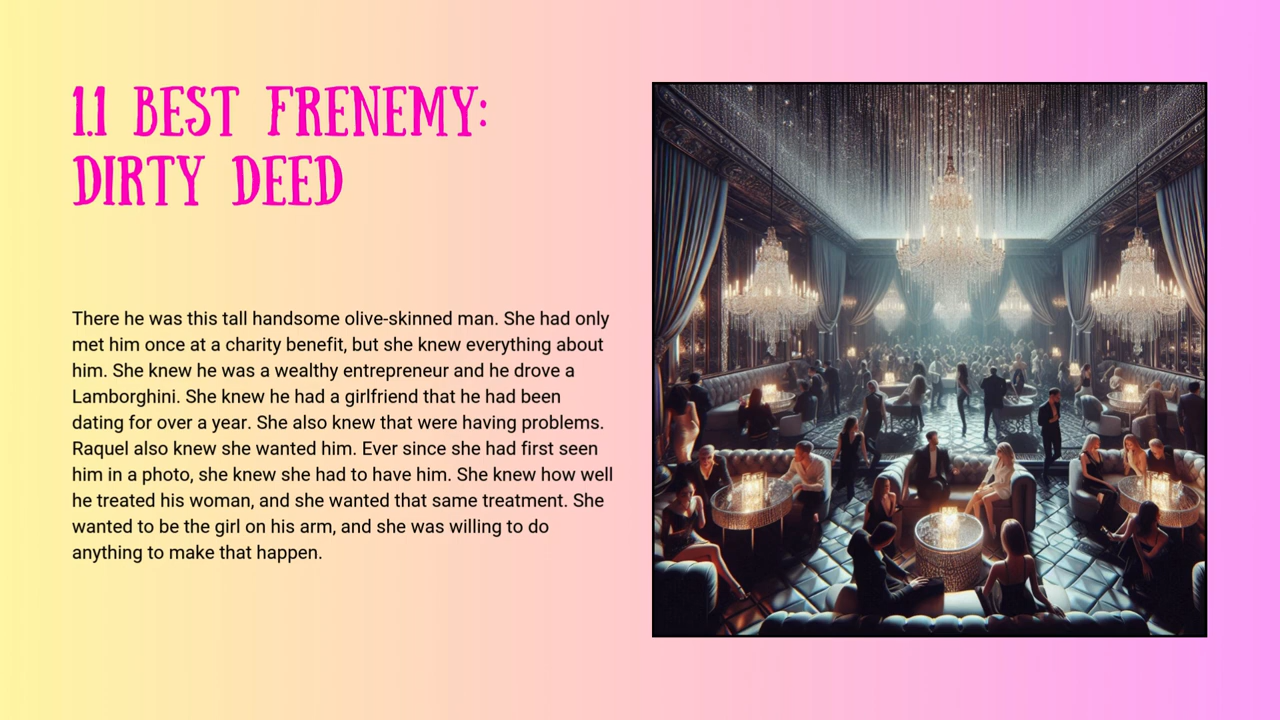 1.1 BEST FRENEMY:
DIRTY DEED
There he was this tall handsome olive-skinned man. She had only
met him once at a charity benefit, but she knew everything about
him. She knew he was a wealthy entrepreneur and he drove a
Lamborghini. She knew he had a girlfriend that he had been
dating for over a year. She also knew that were having problems.
Raquel also knew she wanted him. Ever since she had first seen
him in a photo, she knew she had to have him. She knew how well
he treated his woman, and she wanted that same treatment. She
wanted to be the girl on his arm, and she was willing to do
anything to make that happen.